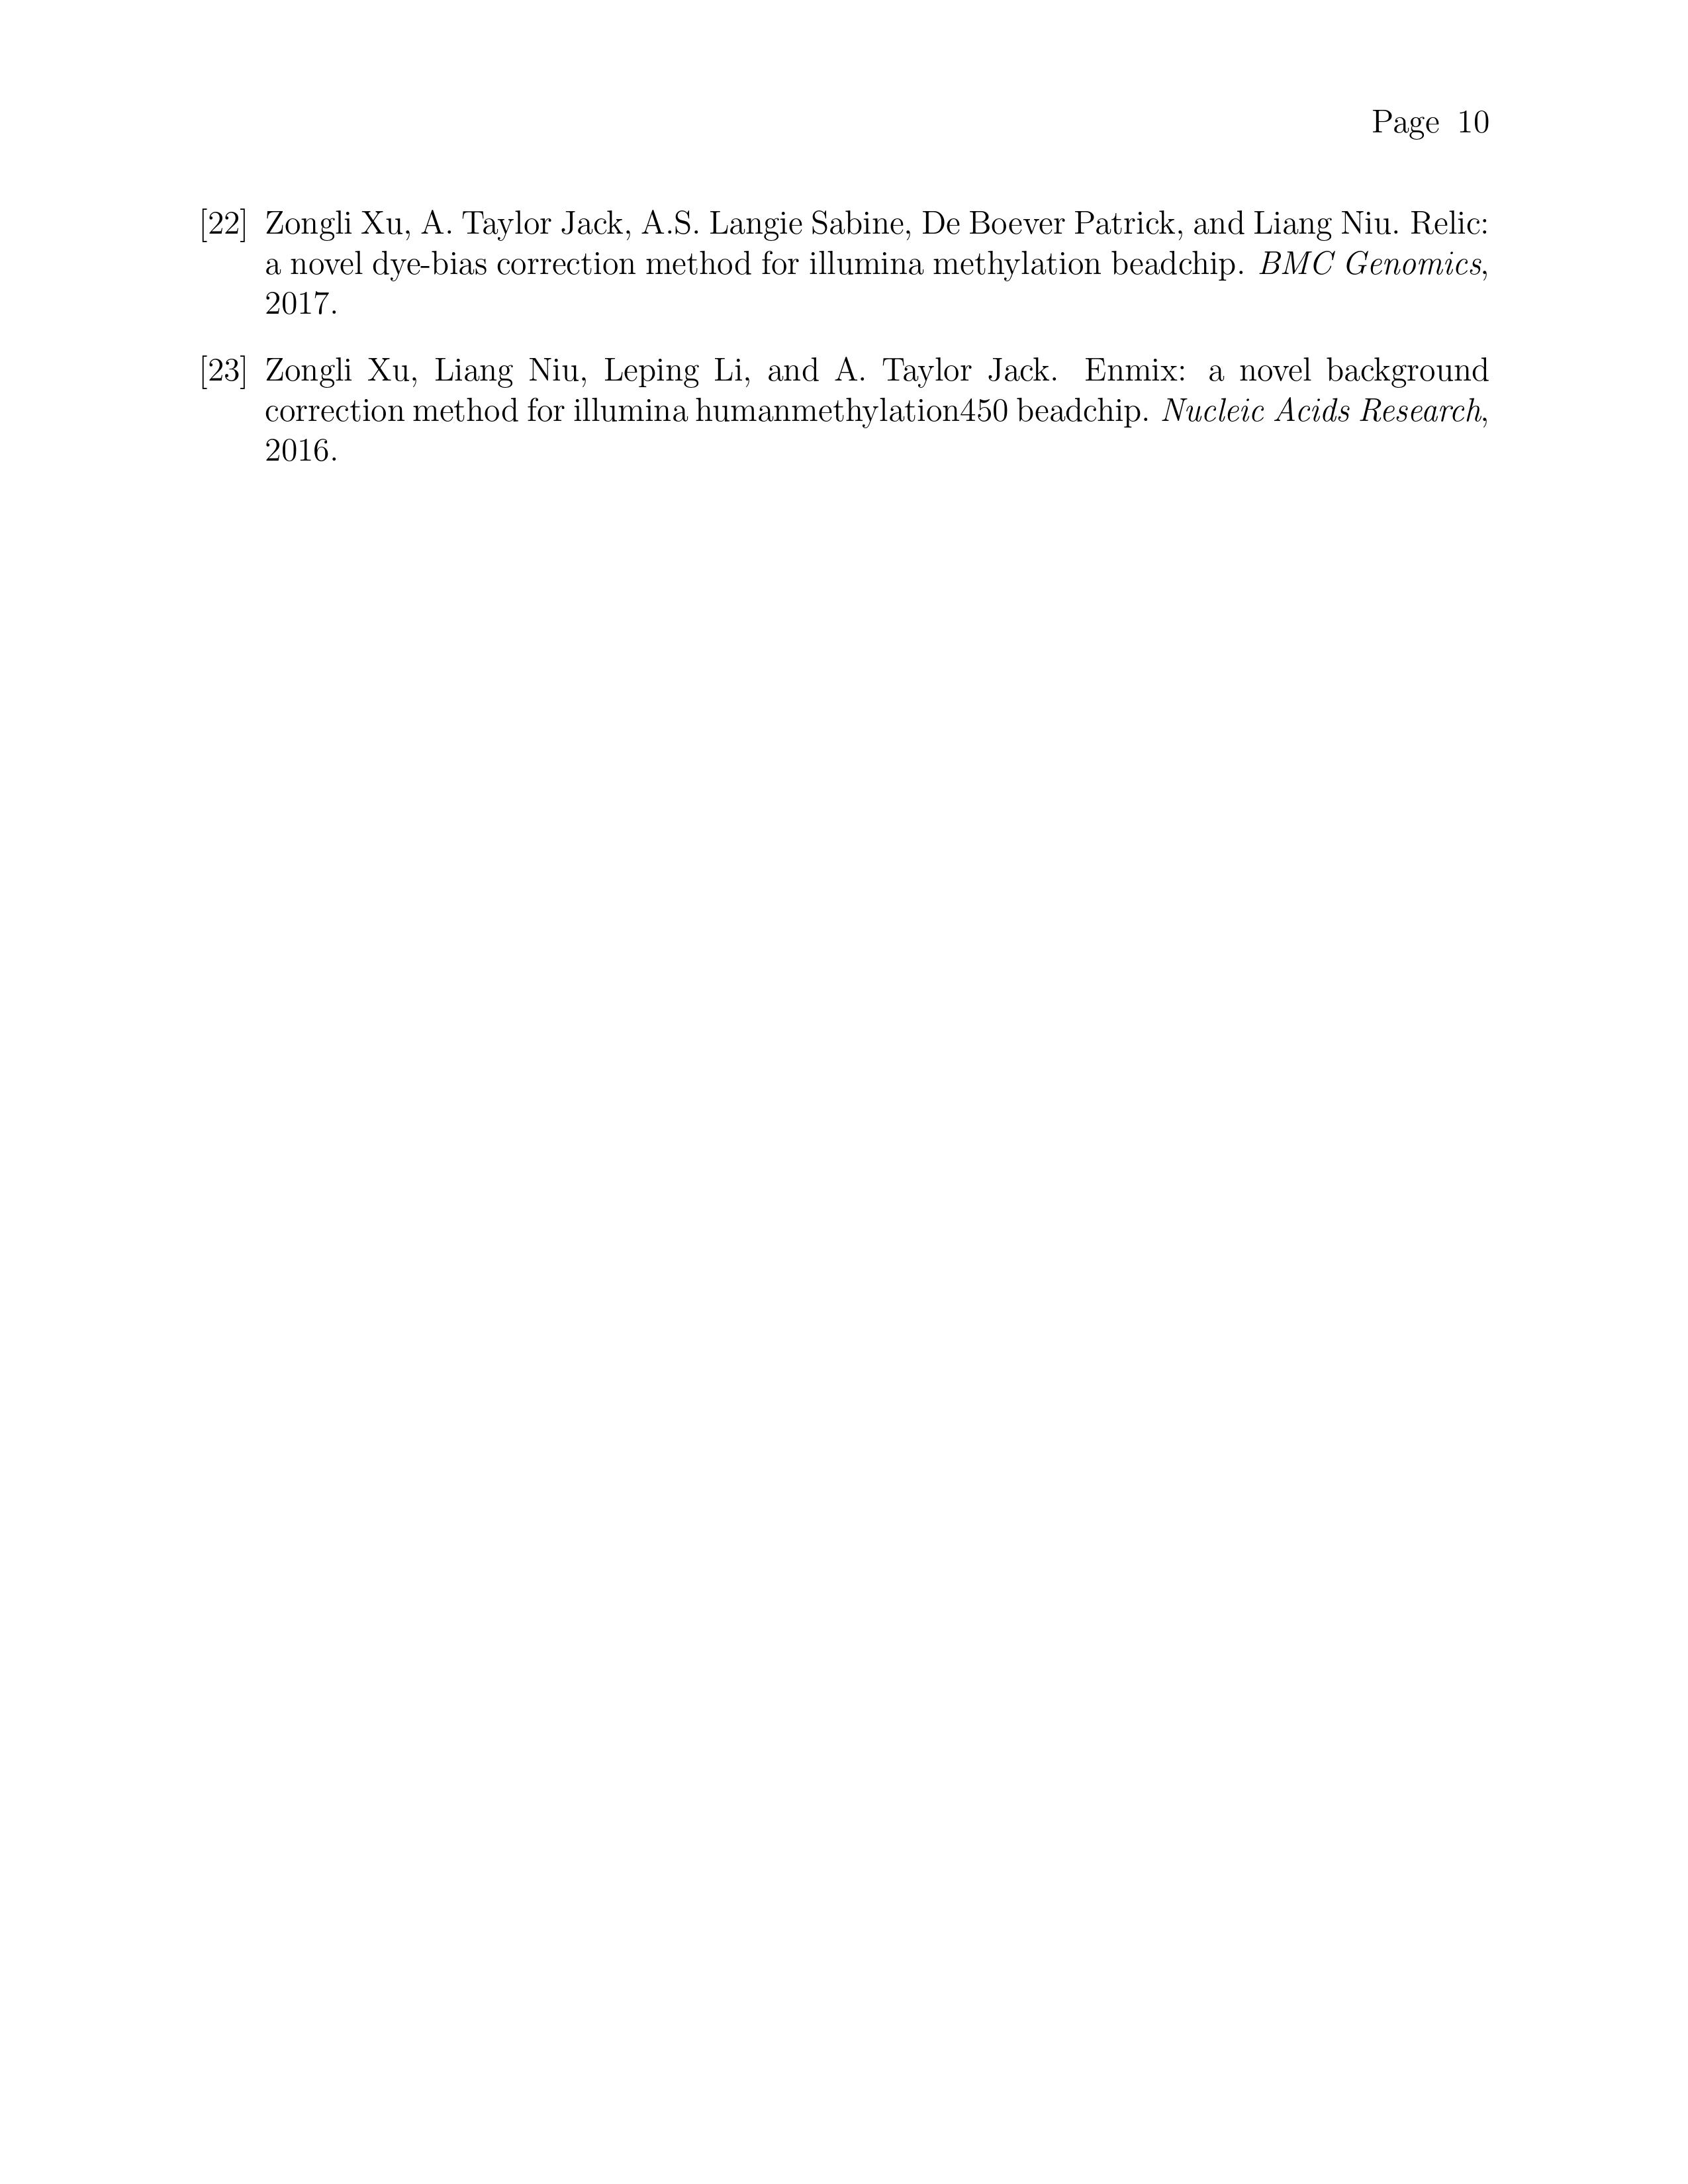 Page 10
[22] Zongli Xu, A. Taylor Jack, A.S. Langie Sabine, De Boever Patrick, and Liang Niu. Relic:
a novel dye-bias correction method for illumina methylation beadchip. BMC Genomics,
2017.
[23] Zongli Xu, Liang Niu, Leping Li, and A. Taylor Jack. Enmix: a novel background
correction method for illumina humanmethylation450 beadchip. Nucleic Acids Research,
2016.